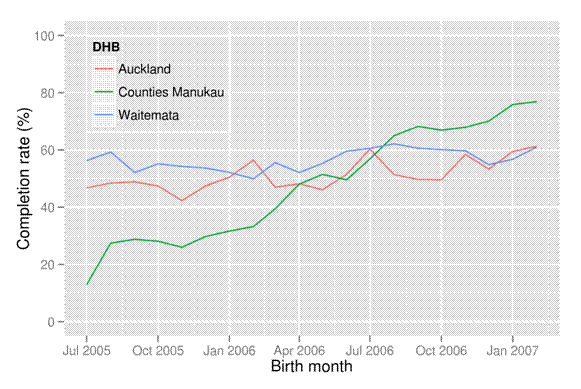 DHB
Auckland
Counties Manukau
Waitemata
Completion rate (%)
100
80
60
40
20
0
Jul 2005 Oct 2005 Jan 2006 Apr 2006 Jul 2006 Oct 2006 Jan 2007
Birth month